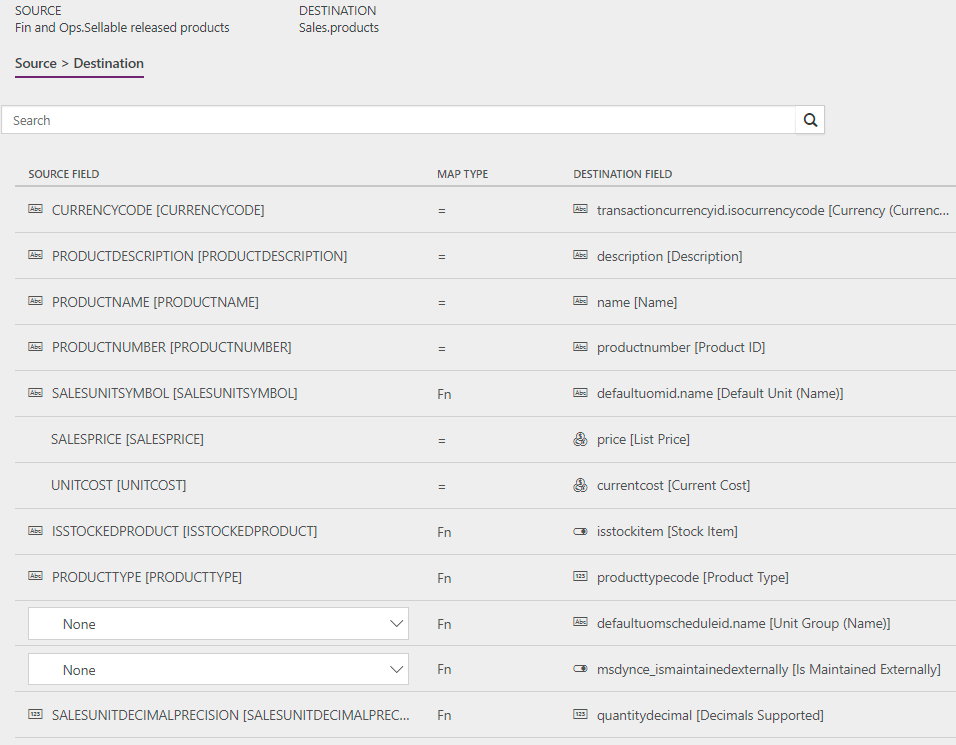 SOURCE DESTINATION
Fin and Ops.Sellable released products Sales.products
Source > Destination
Search
SOURCE FIELD MAP TYPE DESTINATION FIELD
Abc CURRENCYCODE [CURRENCYCODE] = Abc transactioncurrencyid.isocurrencycode [Currency (Currenc...
Abc PRODUCTDESCRIPTION [PRODUCTDESCRIPTION] = Abc description [Description]
Abc PRODUCTNAME [PRODUCTNAME] = Abc name [Name]
Abc PRODUCTNUMBER [PRODUCTNUMBER] = Abc productnumber [Product ID]
Abc SALESUNITSYMBOL [SALESUNITSYMBOL] Fn Abc defaultuomid.name [Default Unit (Name)]
SALESPRICE [SALESPRICE] = price [List Price]
UNITCOST [UNITCOST] = currentcost [Current Cost]
Abc ISSTOCKEDPRODUCT [ISSTOCKEDPRODUCT] Fn isstockitem [Stock Item]
Abc PRODUCTTYPE [PRODUCTTYPE] Fn 123 producttypecode [Product Type]
None Fn Abc defaultuomscheduleid.name [Unit Group (Name)]
None Fn msdynce_ismaintainedexternally [Is Maintained Externally]
123 SALESUNITDECIMALPRECISION [SALESUNITDECIMALPREC... Fn 123 quantitydecimal [Decimals Supported]